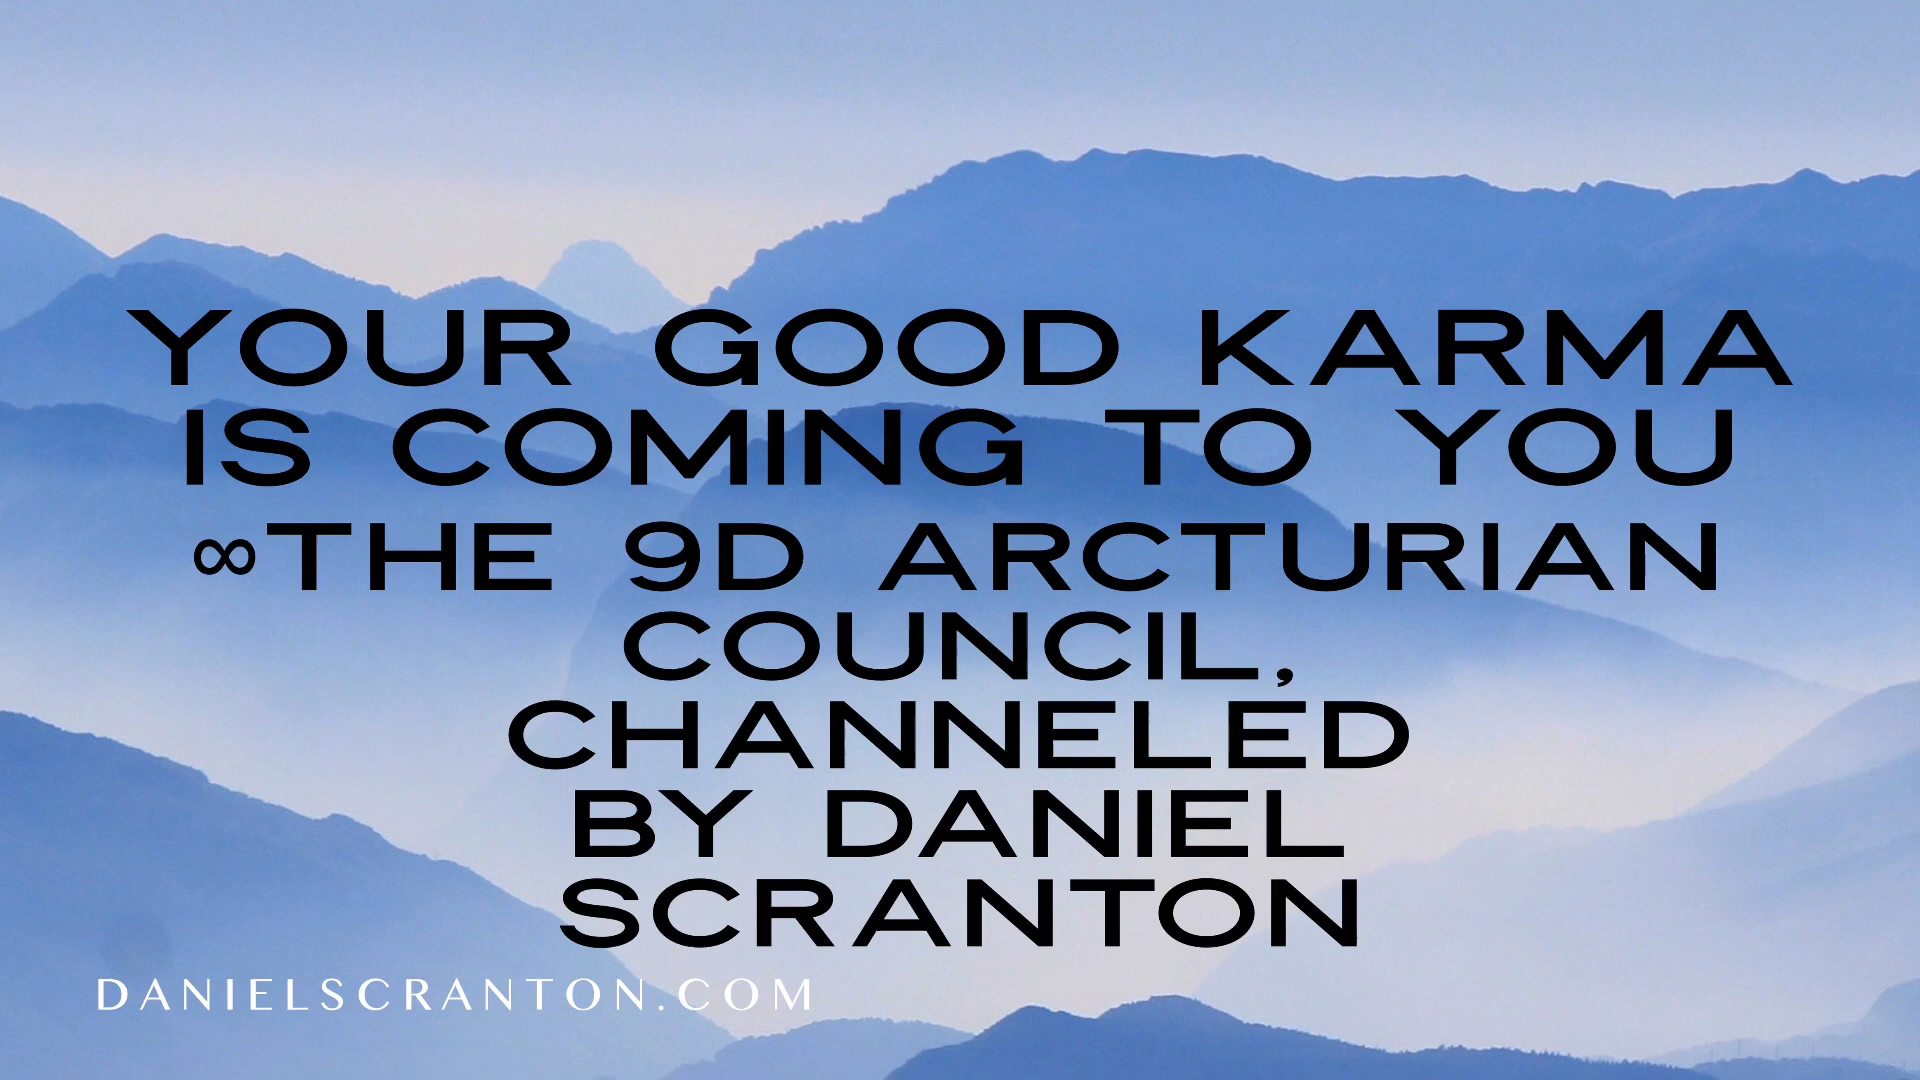 YOUR GOOD KARMA
IS COMING TO YOU
∞THE 9D ARCTURIAN
COUNCIL,
CHANNELED
BY DANIEL
SCRANTON
DANIELSCRANTON.COM